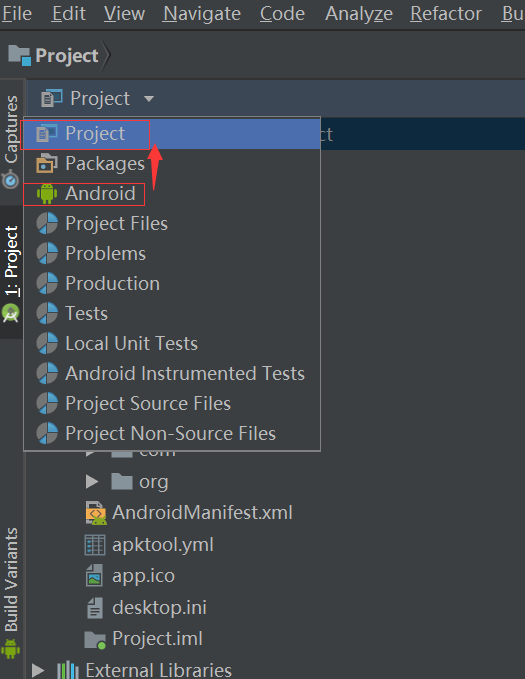 File Edit View Navigate Code Analyze Refactor Bu
Project
Project
Captures
1: Project
Build Variants
Project
ct
Packages
Android
Project Files
Problems
Production
Tests
Local Unit Tests
Android Instrumented Tests
Project Source Files
Project Non-Source Files
com
org
AndroidManifest.xml
apktool.yml
app.ico
desktop.ini
Project.iml
External Libraries